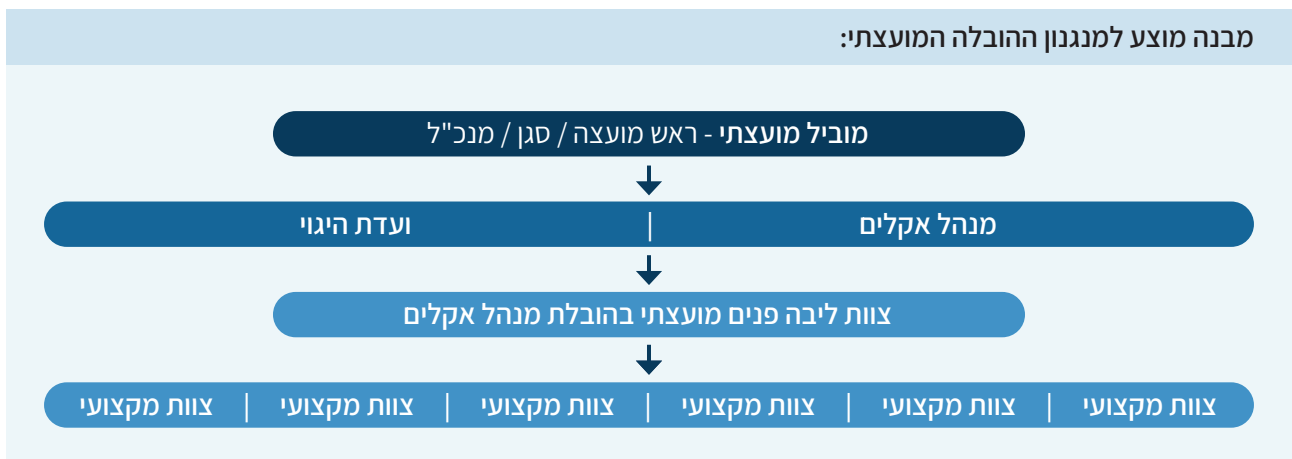 מבנה מוצע למנגנון ההובלה המועצתי:
מוביל מועצתי - ראש מועצה / סגן / מנכ"ל
מנהל אקלים | ועדת היגוי
צוות ליבה פנים מועצתי בהובלת מנהל אקלים
צוות מקצועי | צוות מקצועי | צוות מקצועי | צוות מקצועי | צוות מקצועי | צוות מקצועי